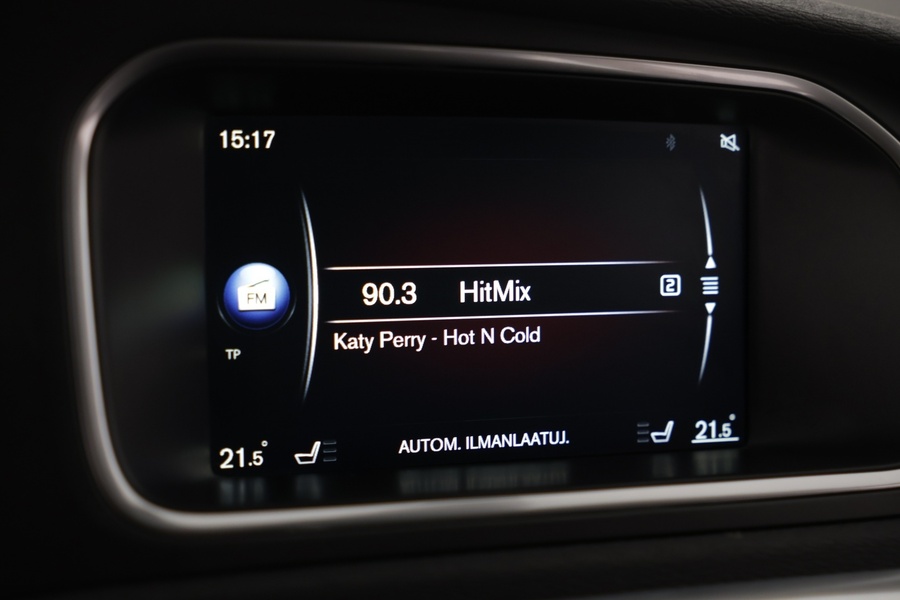 15:17
90.3 HitMix 2
FM
Katy Perry - Hot N Cold
TP
21.5° AUTOM. ILMANLAATUJ. 21.5°